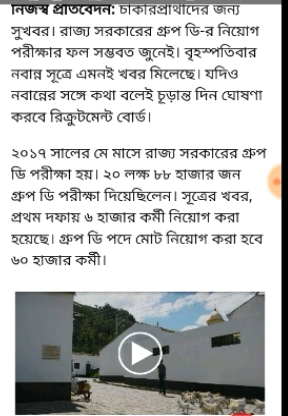 নিজস্ব প্রতিবেদন: চাকরিপ্রার্থীদের জন্য
সুখবর। রাজ্য সরকারের গ্রুপ ডি-র নিয়োগ
পরীক্ষার ফল সম্ভবত জুনেই। বৃহস্পতিবার
নবান্ন সূত্রে এমনই খবর মিলেছে। যদিও
নবান্নের সঙ্গে কথা বলেই চূড়ান্ত দিন ঘোষণা
করবে রিক্রুটমেন্ট বোর্ড।
২০১৭ সালের মে মাসে রাজ্য সরকারের গ্রুপ
ডি পরীক্ষা হয়। ২০ লক্ষ ৮৮ হাজার জন
গ্রুপ ডি পরীক্ষা দিয়েছিলেন। সূত্রের খবর,
প্রথম দফায় ৬ হাজার কর্মী নিয়োগ করা
হয়েছে। গ্রুপ ডি পদে মোট নিয়োগ করা হবে
৬০ হাজার কর্মী।